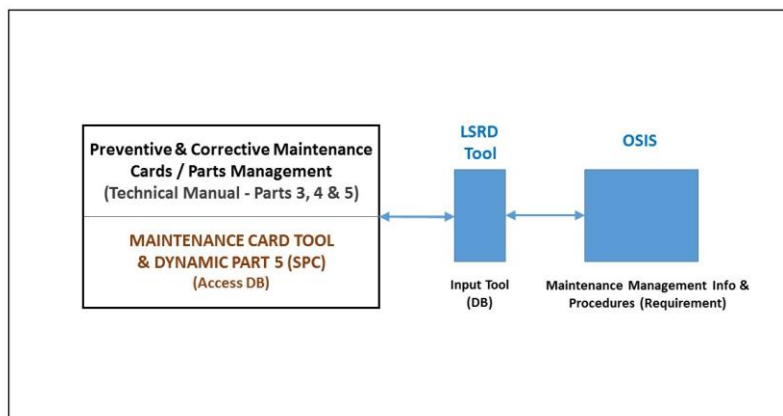 Preventive & Corrective Maintenance
Cards / Parts Management
(Technical Manual - Parts 3, 4 & 5)
MAINTENANCE CARD TOOL
& DYNAMIC PART 5 (SPC)
(Access DB)
LSRD
Tool
Input Tool
(DB)
OSIS
Maintenance Management Info &
Procedures (Requirement)